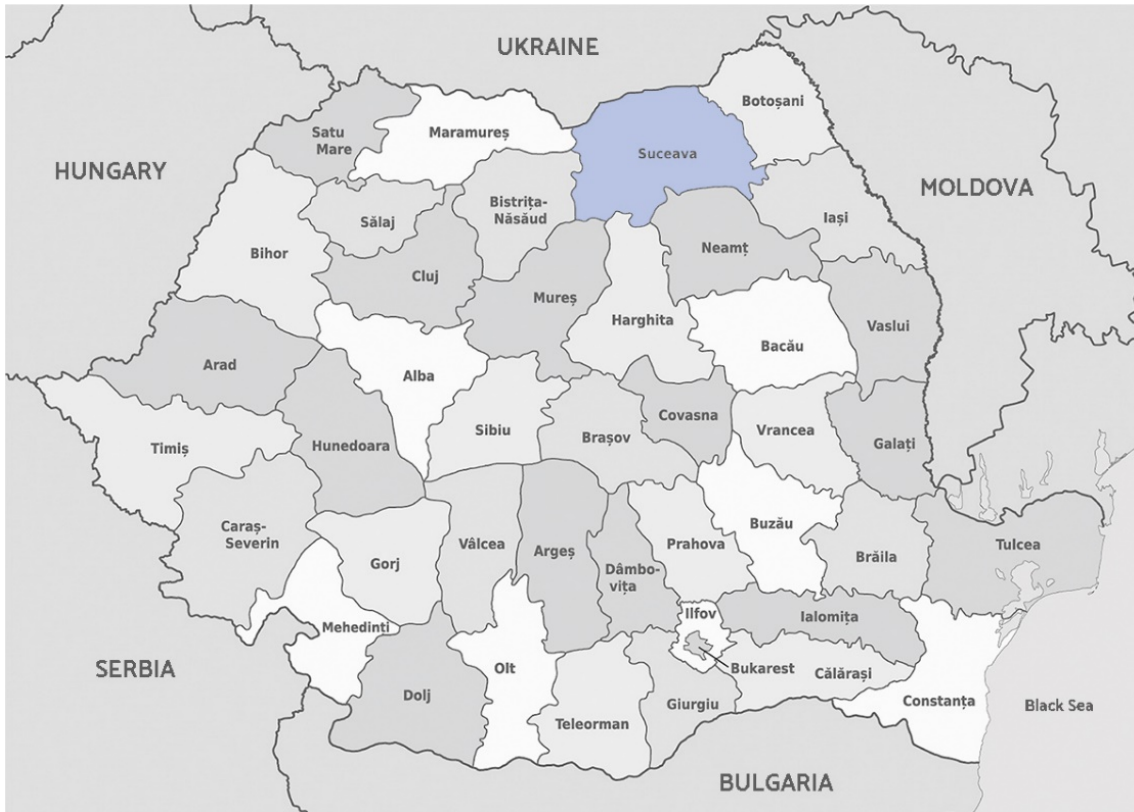 UKRAINE
Botoșani
Satu
Mare
Maramureș
Suceava
HUNGARY
MOLDOVA
Bistrița-
Năsăud
Sălaj
Iași
Bihor
Neamț
Cluj
Mureș
Harghita
Vaslui
Bacău
Arad
Alba
Covasna
Sibiu
Brașov
Vrancea
Galați
Timiș
Hunedoara
Caraș-
Severin
Buzău
Vâlcea
Argeș
Prahova
Tulcea
Gorj
Dâmbo-
vița
Brăila
Ilfov
Ialomița
Mehedinti
SERBIA
Olt
Bukarest
Călărași
Dolj
Giurgiu
Constanța
Black Sea
Teleorman
BULGARIA